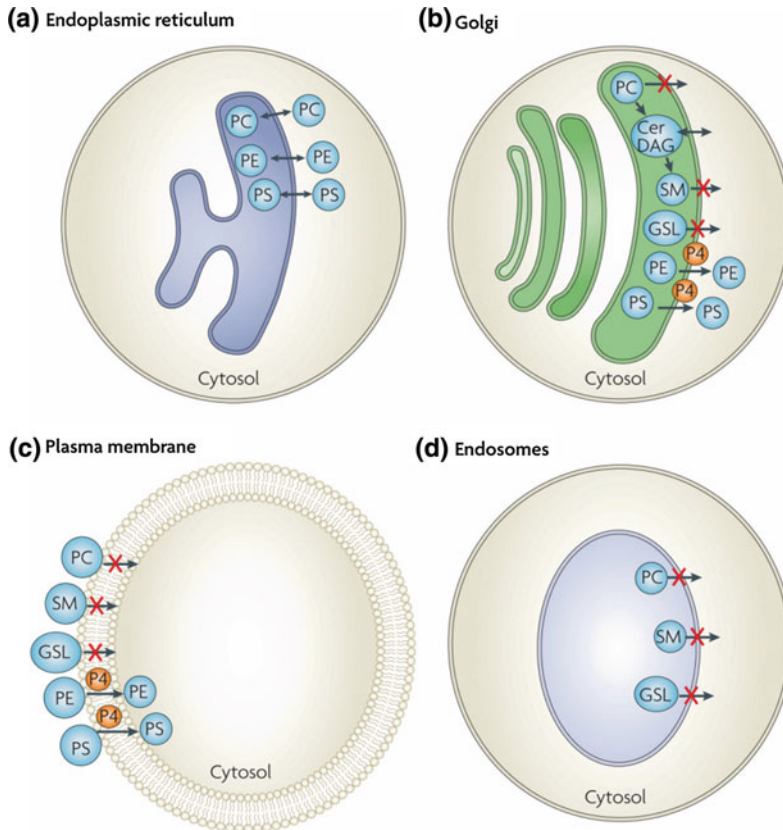 (a) Endoplasmic reticulum
PC PC
PE PE
PS PS
Cytosol
(b) Golgi
PC
Cer
DAG
SM
GSL
P4
PE PE
P4
PS PS
Cytosol
(c) Plasma membrane
PC
SM
GSL
P4
PE PE
P4
PS PS
Cytosol
(d) Endosomes
PC
SM
GSL
Cytosol